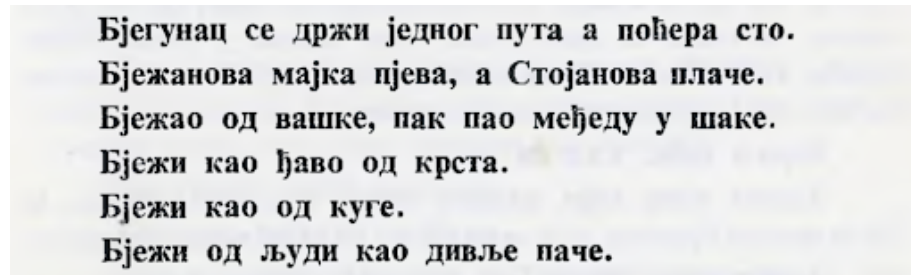 Бјегунац се држи једног пута а поћера сто.
Бјежанова мајка пјева, а Стојанова плаче.
Бјежао од вашке, пак пао међеду у шаке.
Бјежи као ђаво од крста.
Бјежи као од куге.
Бјежи од људи као дивље паче.